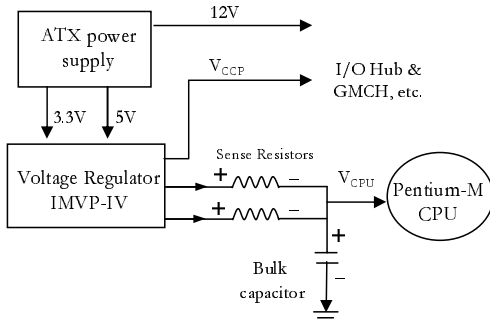 ATX power
supply
12V
3.3V
5V
V_CCP
I/O Hub &
GMCH, etc.
Voltage Regulator
IMVP-IV
Sense Resistors
+
–
+
–
V_CPU
Pentium-M
CPU
+
–
Bulk
capacitor